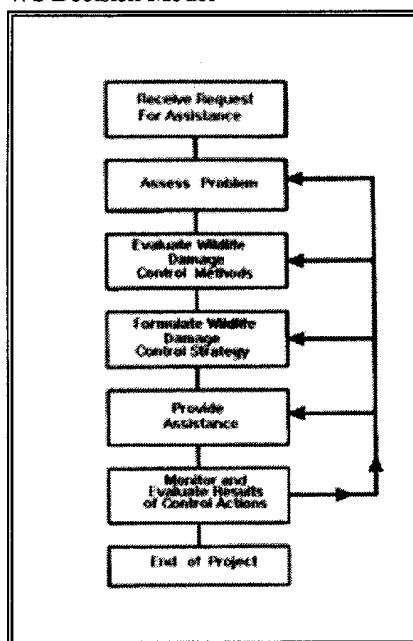 Decision Model
Receive Request
For Assistance
Assess Problem
Evaluate Wildlife
Damage
Control Methods
Formulate Wildlife
Damage
Control Strategy
Provide
Assistance
Monitor and
Evaluate Results
of Control Actions
End of Project